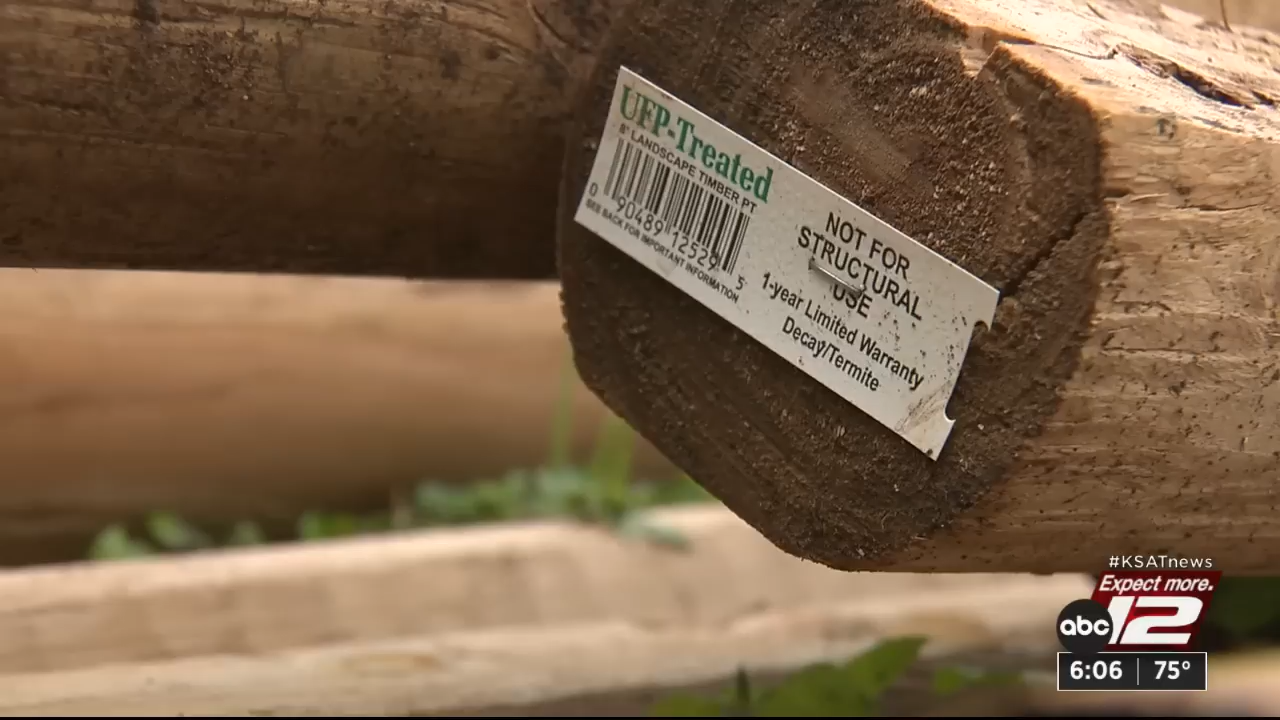 UFP-Treated
8' LANDSCAPE TIMBER PT
0 90489 12529 5
SEE BACK FOR IMPORTANT INFORMATION
NOT FOR
STRUCTURAL
USE
1-year Limited Warranty
Decay/Termite
#KSATnews
Expect more.
abc 12
6:06 75°